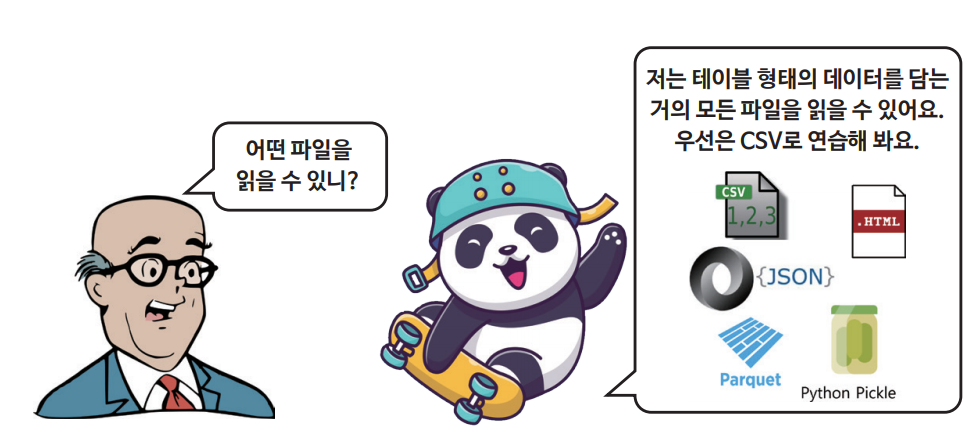 어떤 파일을
읽을 수 있니?
저는 테이블 형태의 데이터를 담는
거의 모든 파일을 읽을 수 있어요.
우선은 CSV로 연습해 봐요.
CSV
1,2,3
.HTML
{JSON}
Parquet
Python Pickle